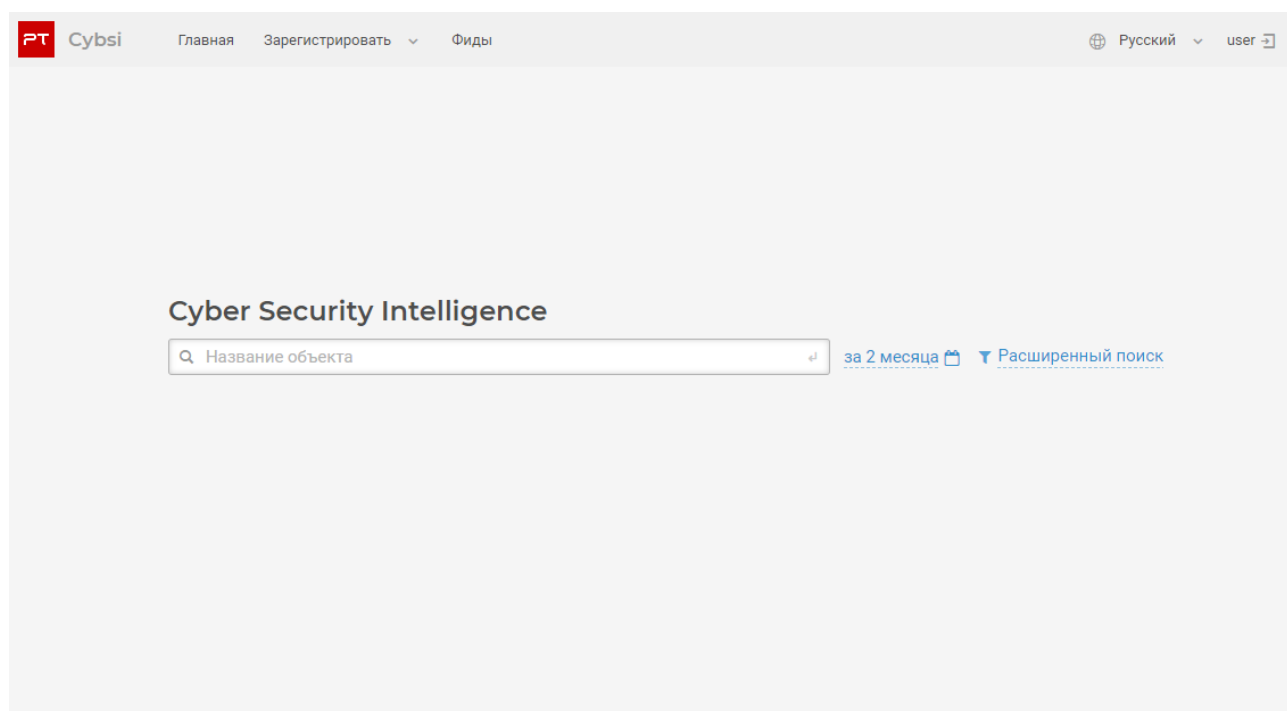 PT Cybsi Главная Зарегистрировать Фиды Русский user
Cyber Security Intelligence
Название объекта за 2 месяца Расширенный поиск